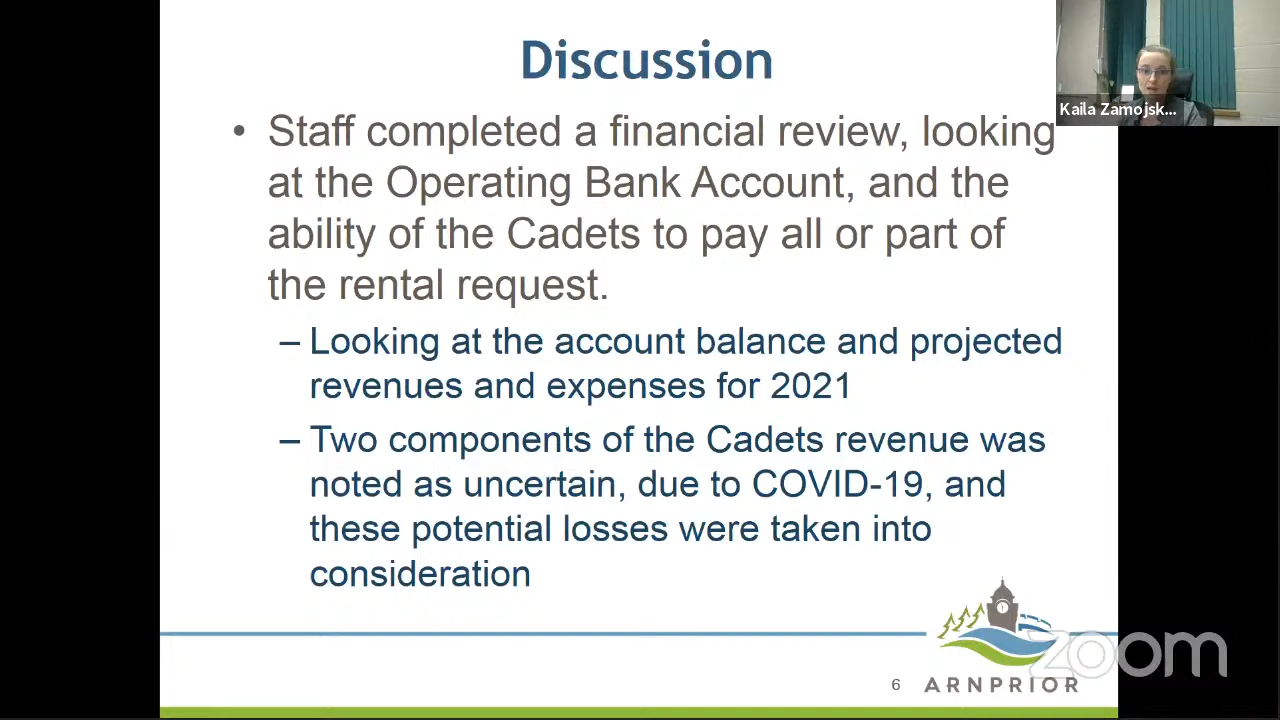 Discussion
• Staff completed a financial review, looking
at the Operating Bank Account, and the
ability of the Cadets to pay all or part of
the rental request.
– Looking at the account balance and projected
revenues and expenses for 2021
– Two components of the Cadets revenue was
noted as uncertain, due to COVID-19, and
these potential losses were taken into
consideration
Kaila Zamojsk...
zoom
6
ARNPRIOR